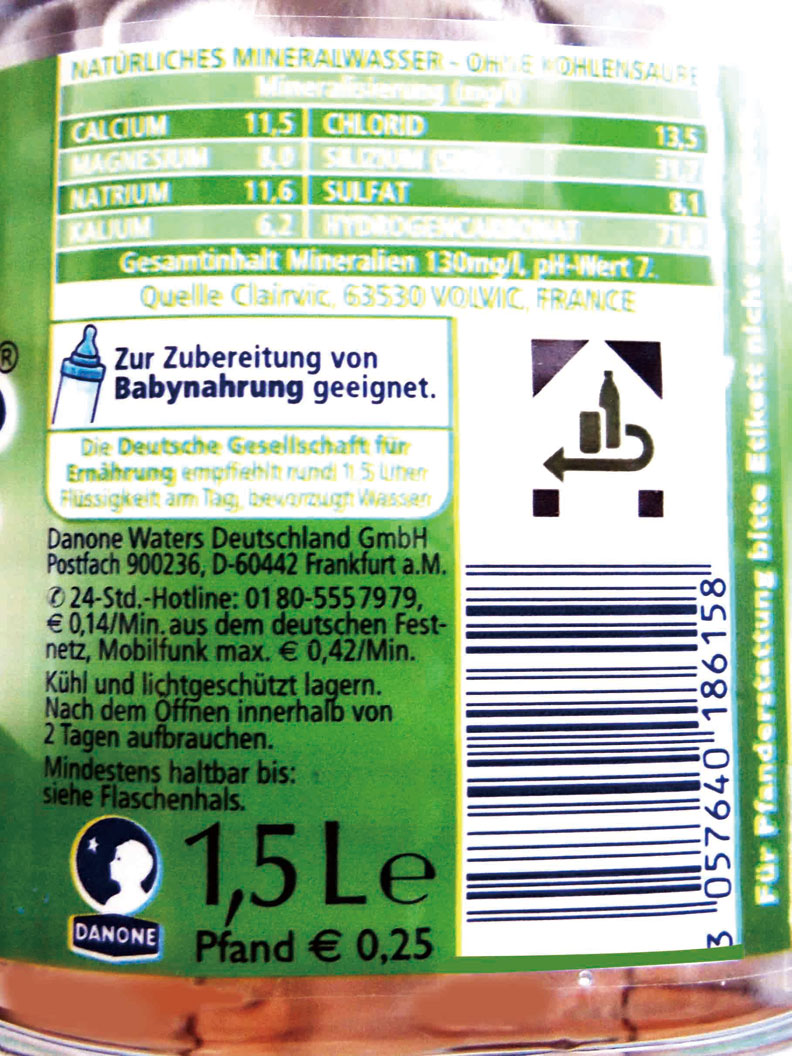 NATÜRLICHES MINERALWASSER - OHNE KOHLENSÄURE
Mineralisierung (mg/l)
CALCIUM 11,5 CHLORID 13,5
MAGNESIUM 8,0 SILIZIUM 31,7
NATRIUM 11,6 SULFAT 8,1
KALIUM 6,2 HYDROGENCARBONAT
Gesamtinhalt Mineralien 130mg/l, pH-Wert 7.
Quelle Clairvic, 63530 VOLVIC, FRANCE
®
Zur Zubereitung von
Babynahrung geeignet.
Die Deutsche Gesellschaft für
Ernährung empfiehlt rund 1,5 Liter
Flüssigkeit am Tag, bevorzugt Wasser
Danone Waters Deutschland GmbH
Postfach 900236, D-60442 Frankfurt a.M.
✆ 24-Std.-Hotline: 0180-5557979,
€ 0,14/Min. aus dem deutschen Fest-
netz, Mobilfunk max. € 0,42/Min.
Kühl und lichtgeschützt lagern.
Nach dem Öffnen innerhalb von
2 Tagen aufbrauchen.
Mindestens haltbar bis:
siehe Flaschenhals.
DANONE
1,5 L e
Pfand € 0,25
3 057640 186158
Für Pfanderstattung bitte Etikett nicht